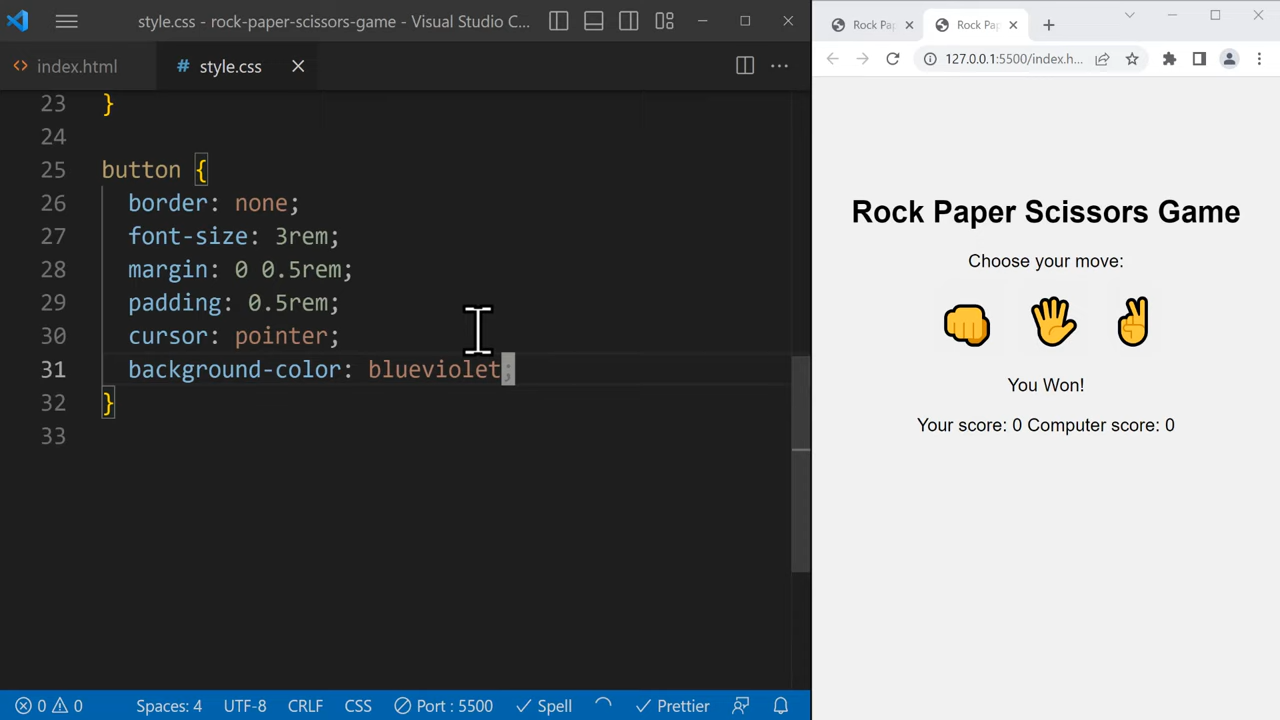 style.css - rock-paper-scissors-game - Visual Studio C...
index.html
# style.css
23 }
24
25 button {
26 border: none;
27 font-size: 3rem;
28 margin: 0 0.5rem;
29 padding: 0.5rem;
30 cursor: pointer;
31 background-color: blueviolet;
32 }
33
0 0
Spaces: 4
UTF-8
CRLF
CSS
Port : 5500
Spell
Prettier
Rock Pap
Rock Pap
127.0.0.1:5500/index.h...
Rock Paper Scissors Game
Choose your move:
You Won!
Your score: 0 Computer score: 0